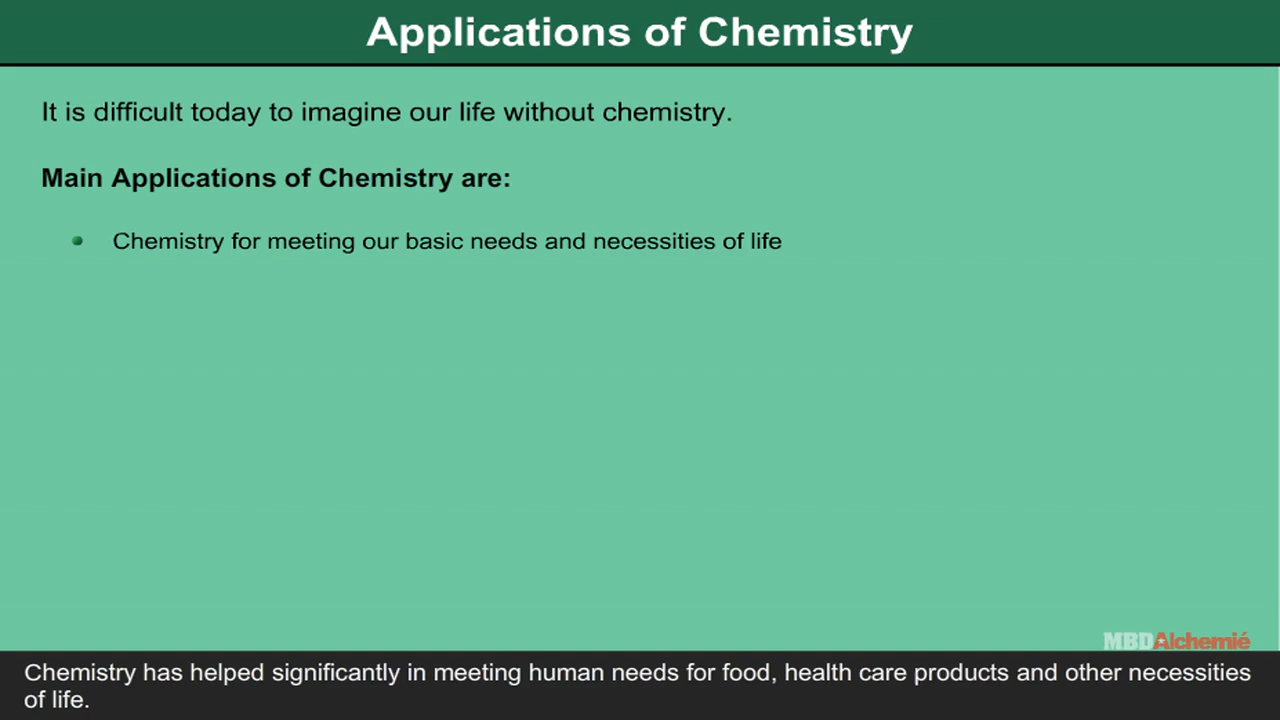 Applications of Chemistry
It is difficult today to imagine our life without chemistry.
Main Applications of Chemistry are:
Chemistry for meeting our basic needs and necessities of life
MBDAlchemié
Chemistry has helped significantly in meeting human needs for food, health care products and other necessities
of life.